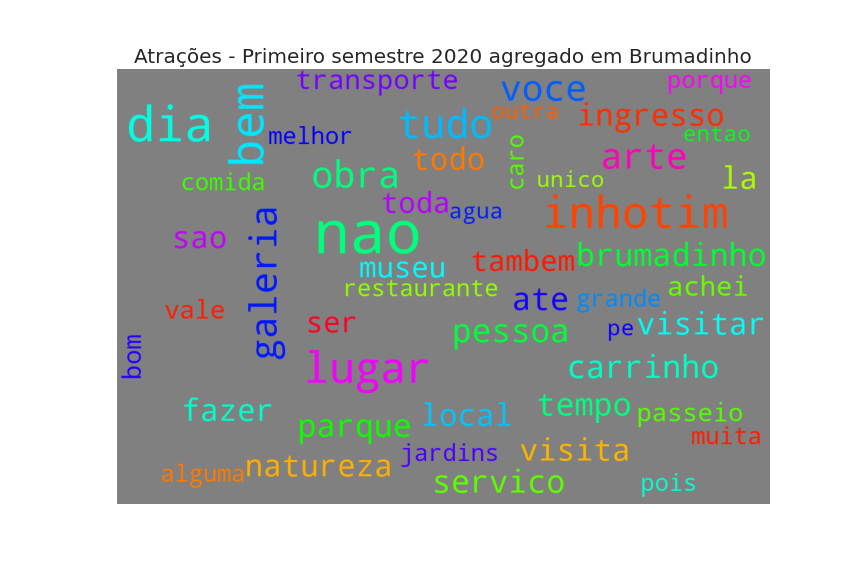 Atrações - Primeiro semestre 2020 agregado em Brumadinho
transporte
voce
porque
dia
bem
melhor
tudo
outra
ingresso
entao
comida
obra
todo
caro
unico
arte
la
sao
galeria
toda
agua
nao
inhotim
museu
tambem
brumadinho
restaurante
ate
grande
achei
vale
ser
pessoa
pe
visitar
bom
lugar
carrinho
fazer
parque
local
tempo
passeio
muita
alguma
natureza
jardins
visita
servico
pois